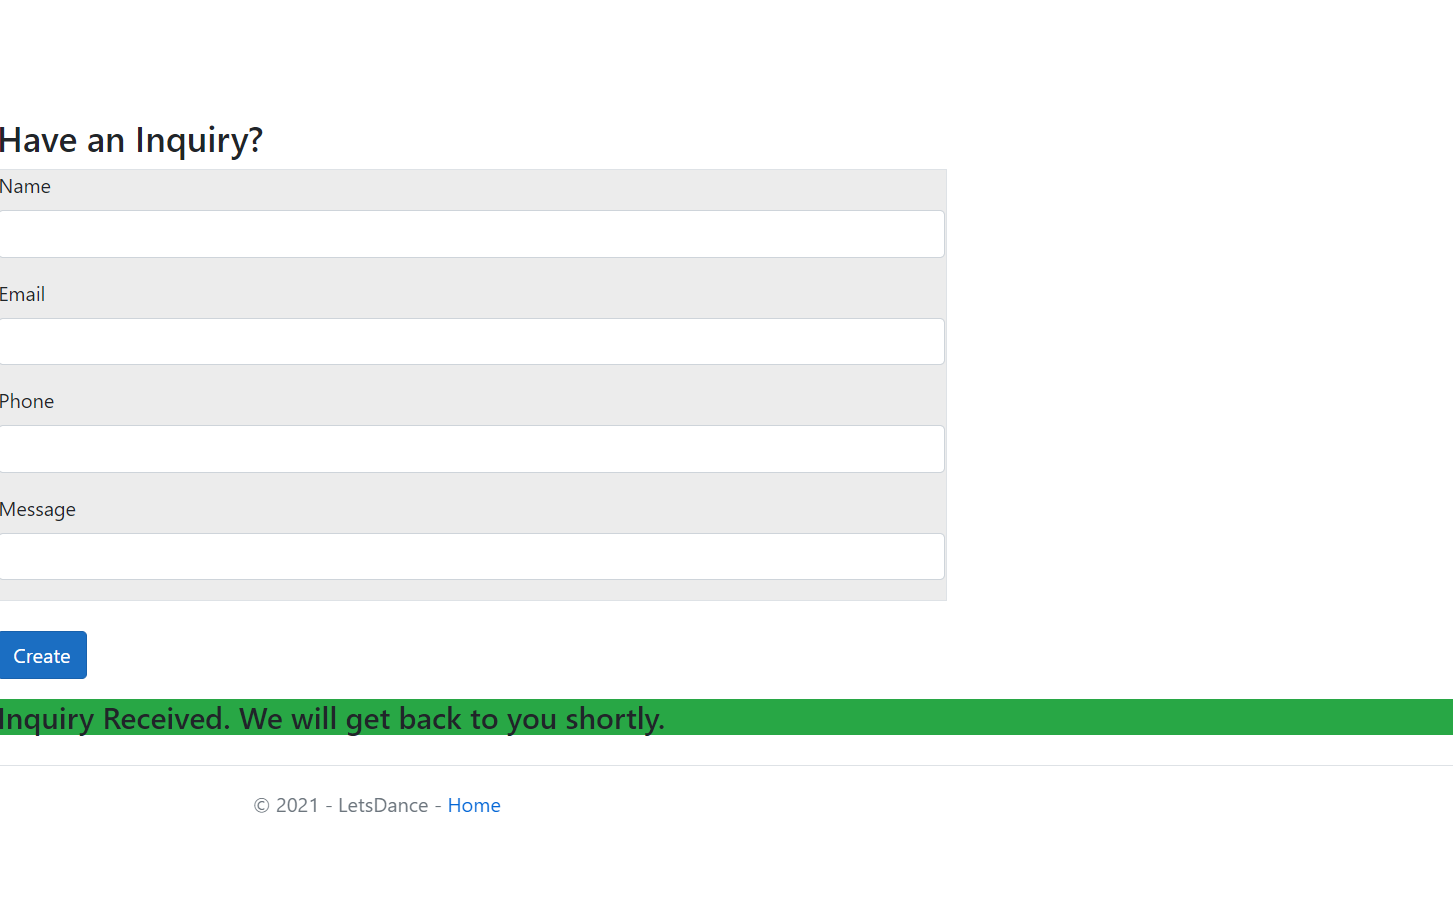 Have an Inquiry?
Name
Email
Phone
Message
Create
Inquiry Received. We will get back to you shortly.
© 2021 - LetsDance - Home